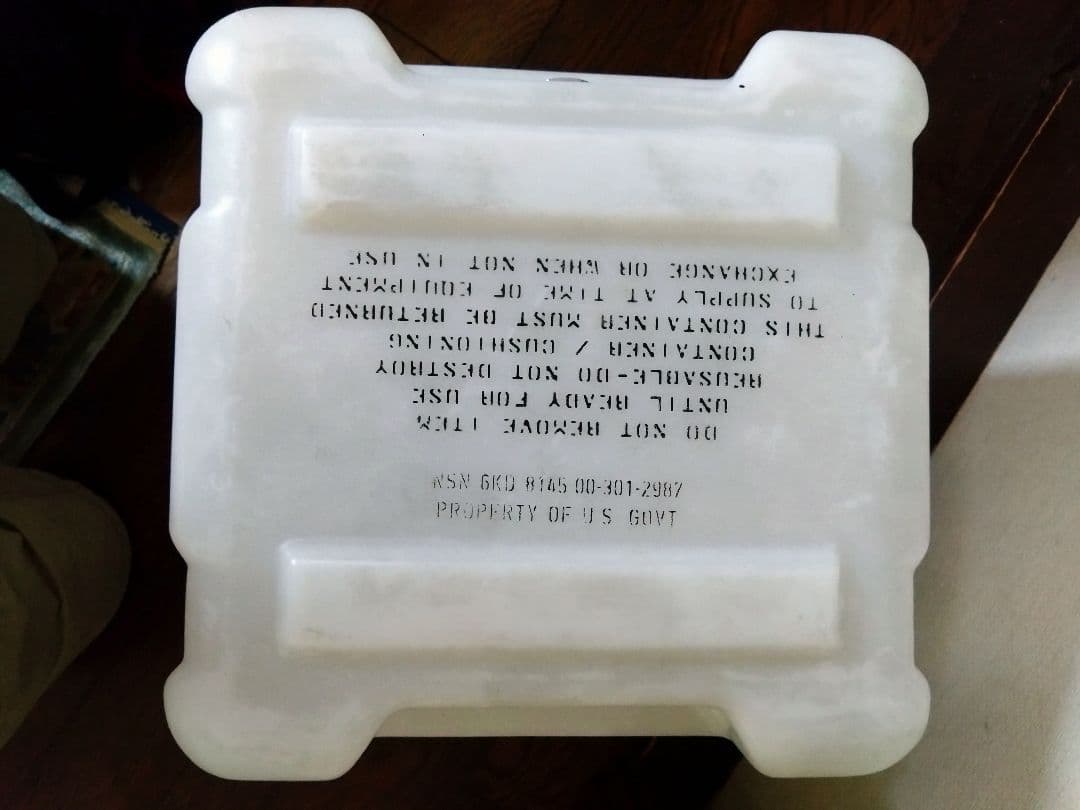 DO NOT REMOVE ITEM
UNTIL READY FOR USE
REUSABLE-DO NOT DESTROY
CONTAINER / CUSHIONING
THIS CONTAINER MUST BE RETURNED
TO SUPPLY AT TIME OF EQUIPMENT
EXCHANGE OR WHEN NOT IN USE
NSN 6KD 8145 00-301-2987
PROPERTY OF U S GOVT